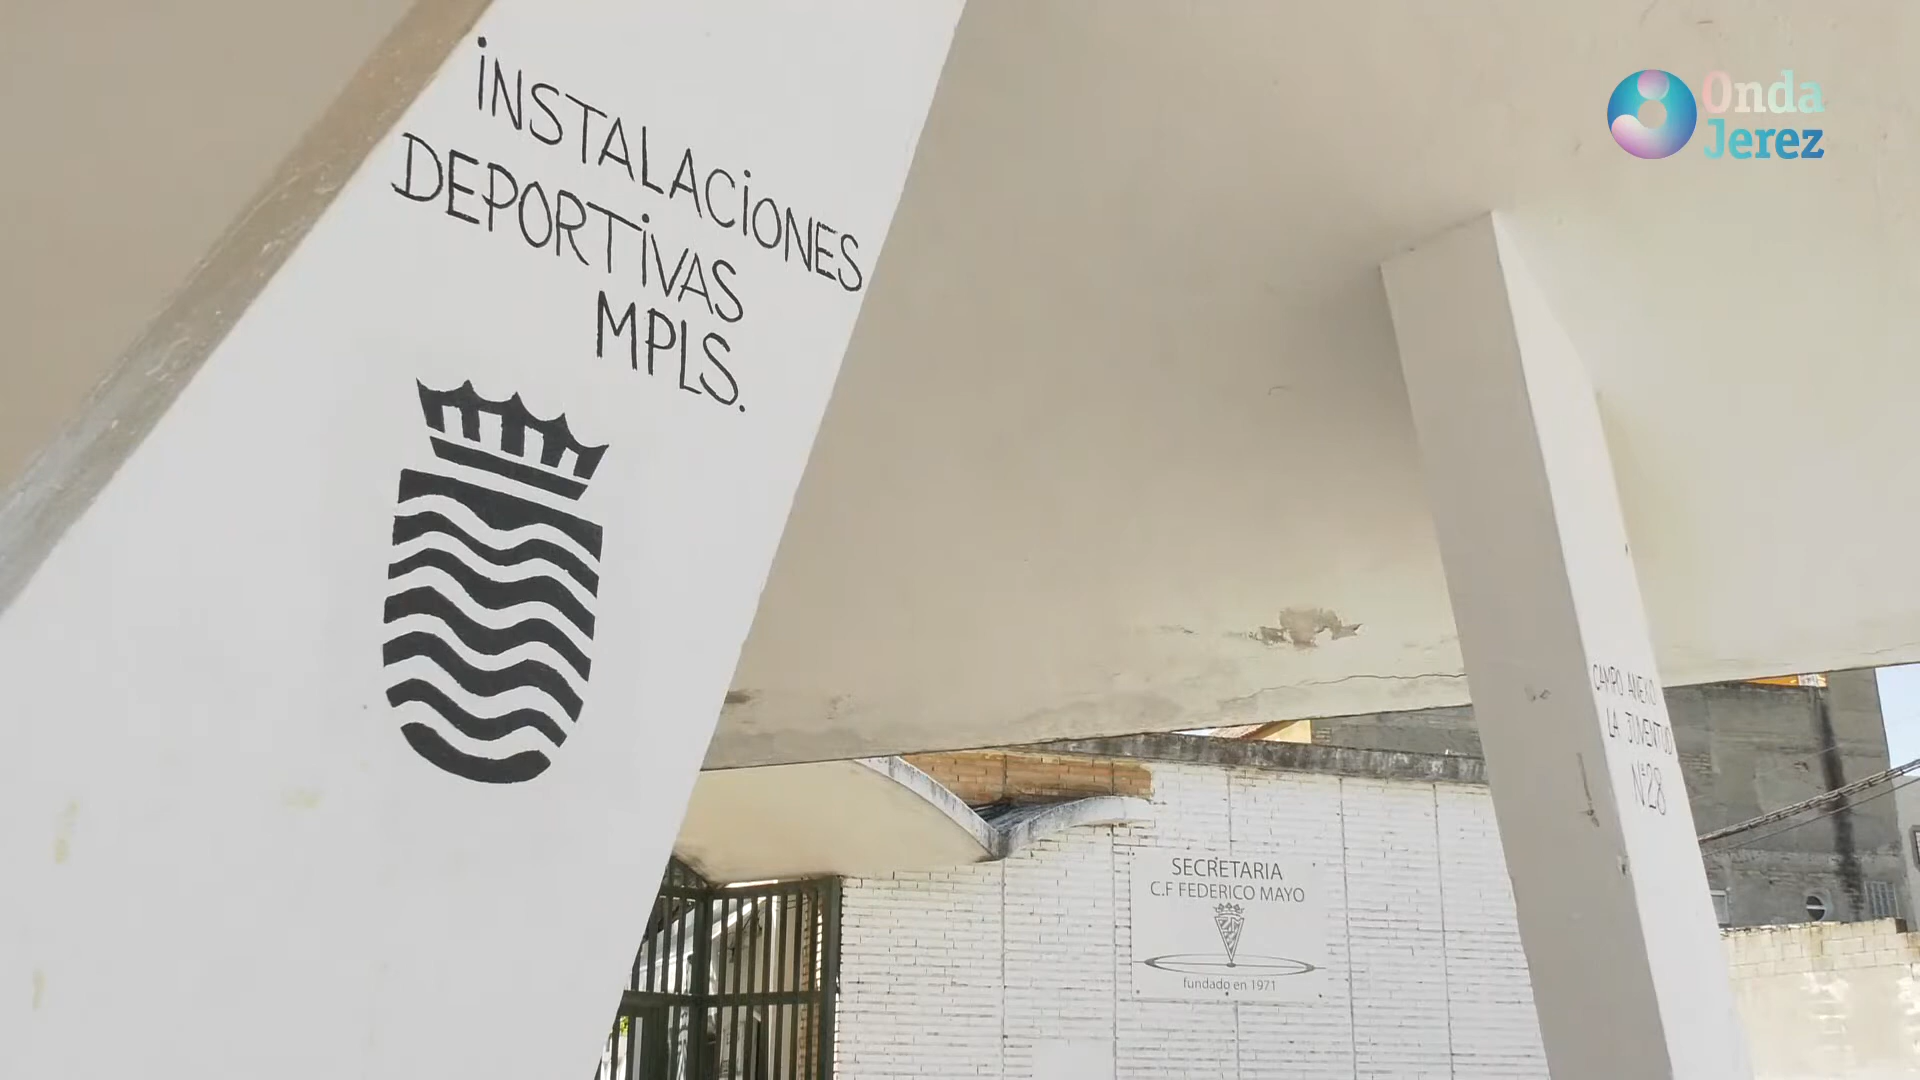 iNSTALACiONES
DEPORTiVAS
MPLS.
Onda
Jerez
CAMPO ANEXO
LA JUVENTUD
Nº28
SECRETARIA
C.F FEDERICO MAYO
fundado en 1971